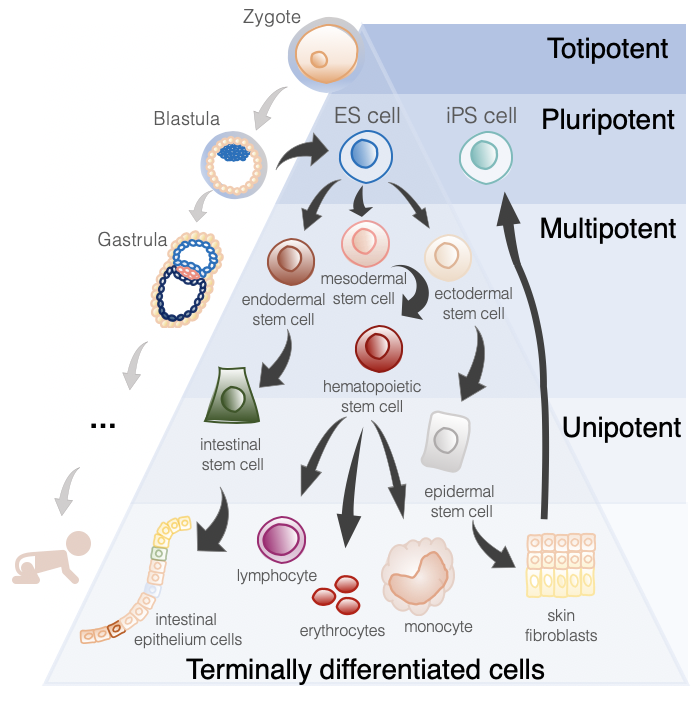 Zygote
Totipotent
Blastula
ES cell
iPS cell
Pluripotent
Gastrula
Multipotent
endodermal
stem cell
mesodermal
stem cell
ectodermal
stem cell
hematopoietic
stem cell
...
Unipotent
intestinal
stem cell
epidermal
stem cell
lymphocyte
intestinal
epithelium cells
erythrocytes
monocyte
skin
fibroblasts
Terminally differentiated cells